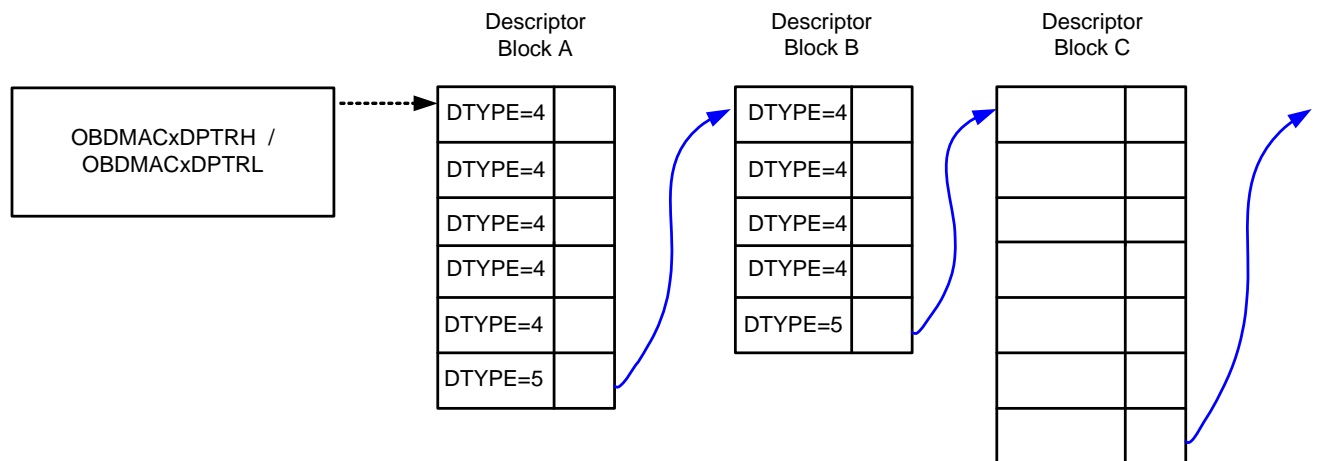 Descriptor
Block A
Descriptor
Block B
Descriptor
Block C
OBDMACxDPTRH /
OBDMACxDPTRL
DTYPE=4
DTYPE=4
DTYPE=4
DTYPE=4
DTYPE=4
DTYPE=5
DTYPE=4
DTYPE=4
DTYPE=4
DTYPE=4
DTYPE=5